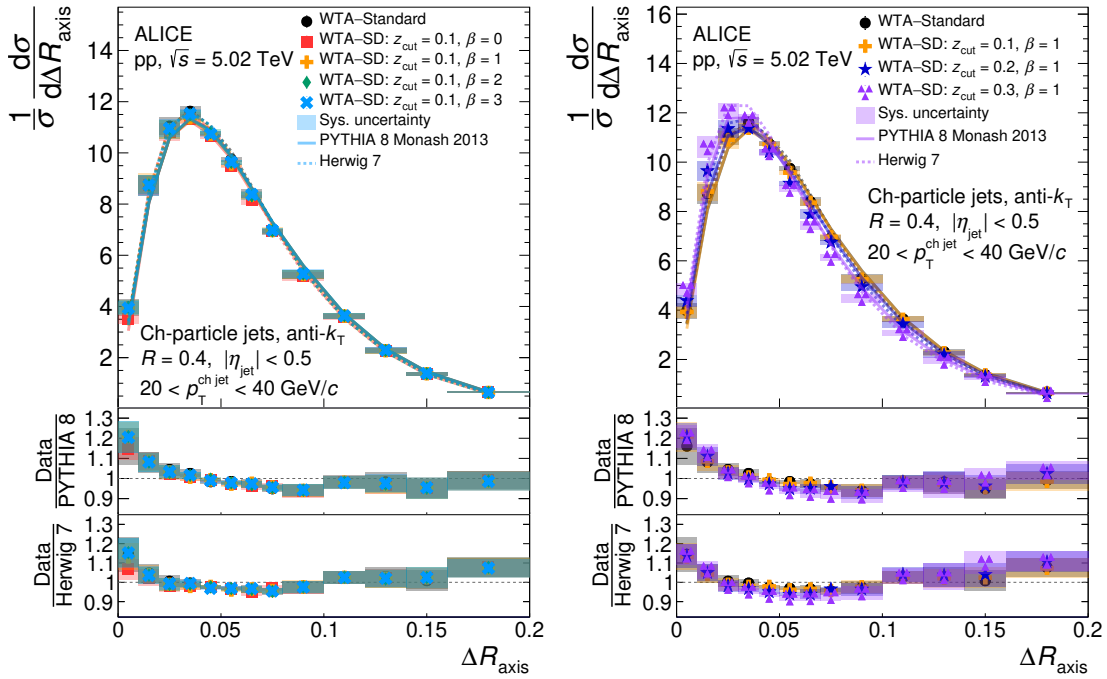 1/σ dσ/dΔR_axis
ALICE
pp, √s = 5.02 TeV
WTA–Standard
WTA–SD: z_cut = 0.1, β = 0
WTA–SD: z_cut = 0.1, β = 1
WTA–SD: z_cut = 0.1, β = 2
WTA–SD: z_cut = 0.1, β = 3
Sys. uncertainty
PYTHIA 8 Monash 2013
Herwig 7
14
12
10
8
6
4
2
Ch-particle jets, anti-k_T
R = 0.4, |η_jet| < 0.5
20 < p_T^ch jet < 40 GeV/c
Data
PYTHIA 8
1.3
1.2
1.1
1
0.9
Data
Herwig 7
1.3
1.2
1.1
1
0.9
0 0.05 0.1 0.15 0.2
ΔR_axis
1/σ dσ/dΔR_axis
ALICE
pp, √s = 5.02 TeV
WTA–Standard
WTA–SD: z_cut = 0.1, β = 1
WTA–SD: z_cut = 0.2, β = 1
WTA–SD: z_cut = 0.3, β = 1
Sys. uncertainty
PYTHIA 8 Monash 2013
Herwig 7
16
14
12
10
8
6
4
2
Ch-particle jets, anti-k_T
R = 0.4, |η_jet| < 0.5
20 < p_T^ch jet < 40 GeV/c
Data
PYTHIA 8
1.3
1.2
1.1
1
0.9
Data
Herwig 7
1.3
1.2
1.1
1
0.9
0 0.05 0.1 0.15 0.2
ΔR_axis